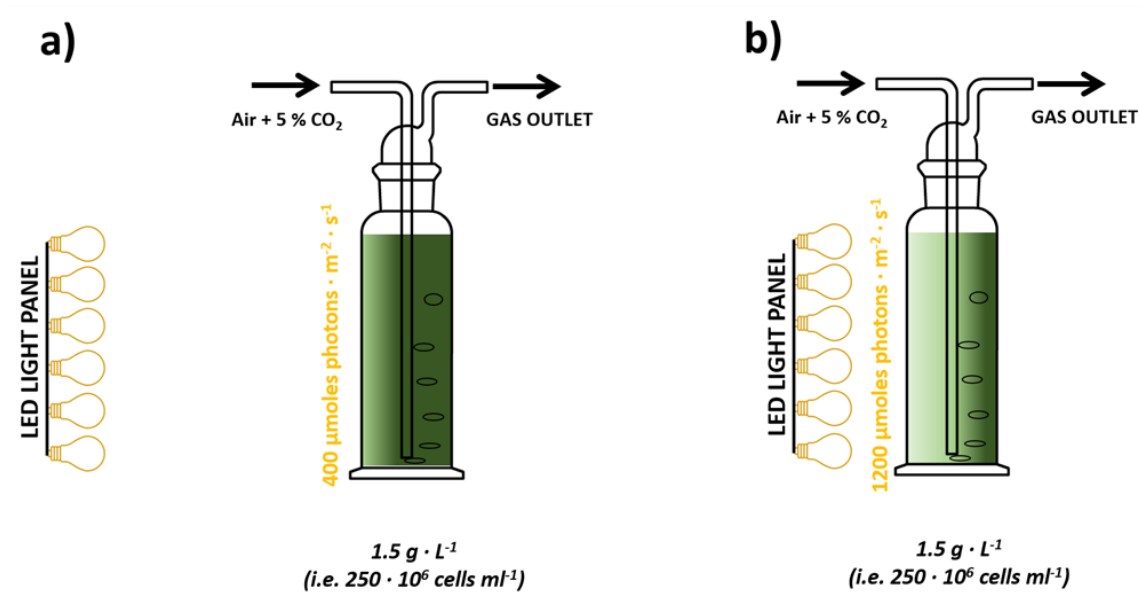 a)
Air + 5 % CO₂
GAS OUTLET
LED LIGHT PANEL
400 µmoles photons · m⁻² · s⁻¹
1.5 g · L⁻¹
(i.e. 250 · 10⁶ cells ml⁻¹)
b)
Air + 5 % CO₂
GAS OUTLET
LED LIGHT PANEL
1200 µmoles photons · m⁻² · s⁻¹
1.5 g · L⁻¹
(i.e. 250 · 10⁶ cells ml⁻¹)